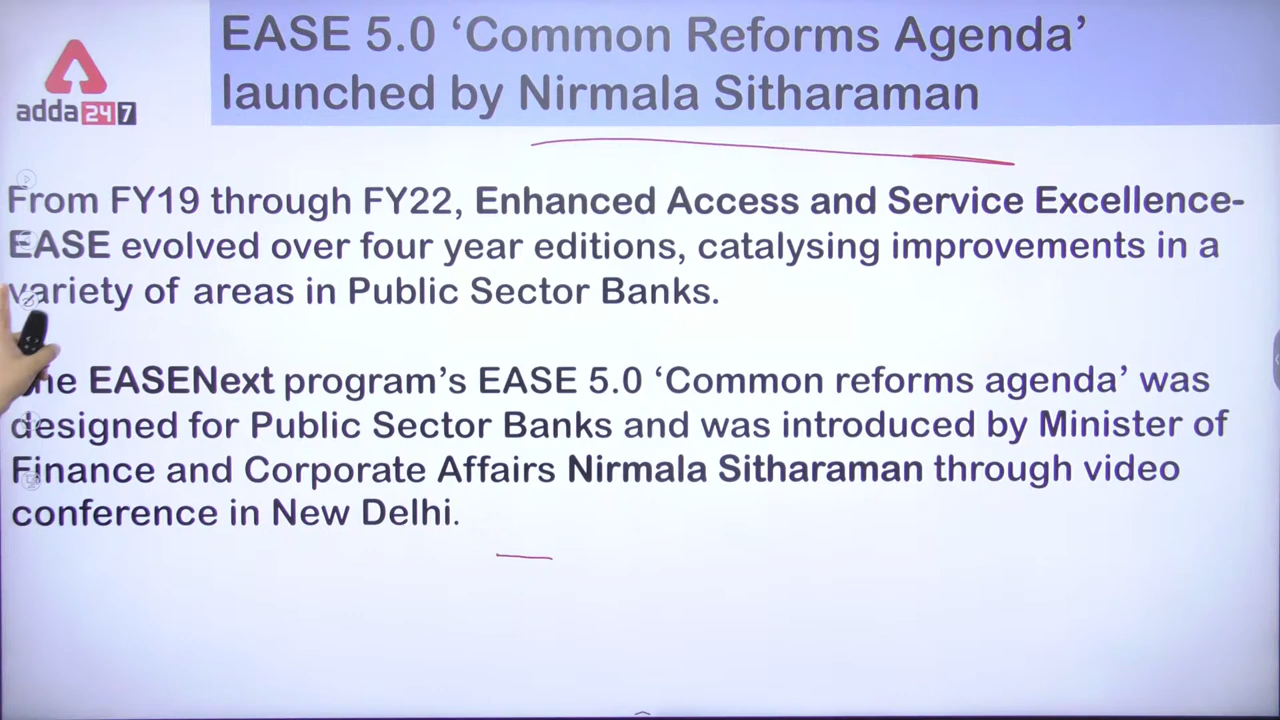 EASE 5.0 ‘Common Reforms Agenda’
launched by Nirmala Sitharaman
adda247
From FY19 through FY22, Enhanced Access and Service Excellence-
EASE evolved over four year editions, catalysing improvements in a
variety of areas in Public Sector Banks.
he EASENext program’s EASE 5.0 ‘Common reforms agenda’ was
designed for Public Sector Banks and was introduced by Minister of
Finance and Corporate Affairs Nirmala Sitharaman through video
conference in New Delhi.